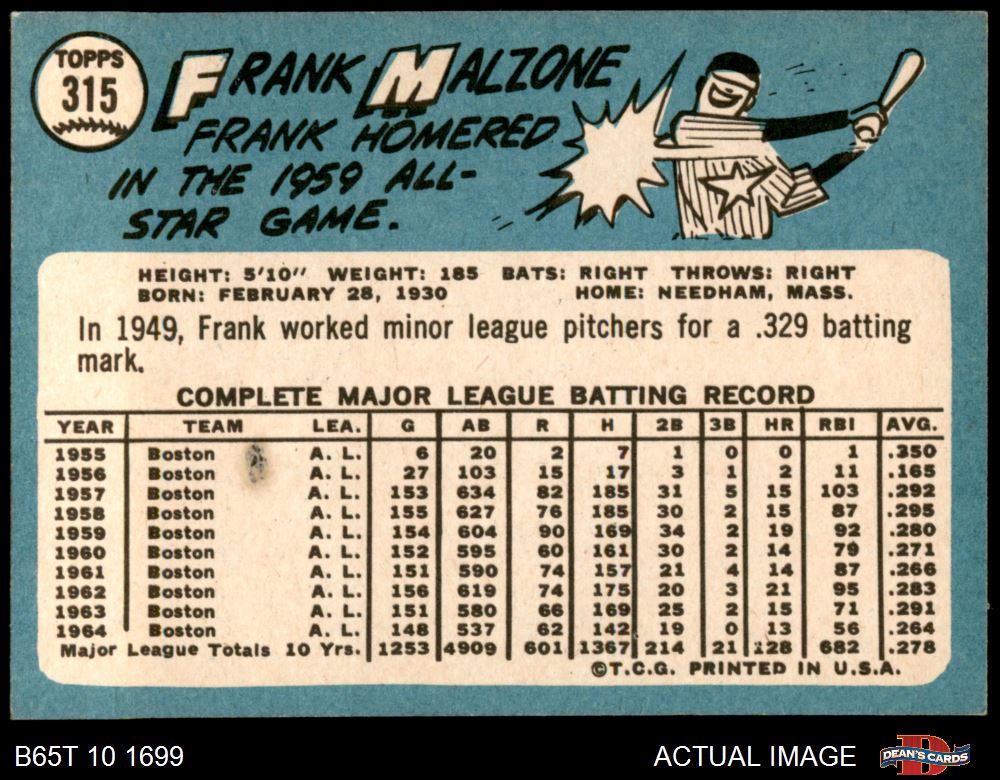 TOPPS
315
FRANK MALZONE
FRANK HOMERED
IN THE 1959 ALL-
STAR GAME.
HEIGHT: 5'10" WEIGHT: 185 BATS: RIGHT THROWS: RIGHT
BORN: FEBRUARY 28, 1930 HOME: NEEDHAM, MASS.
In 1949, Frank worked minor league pitchers for a .329 batting
mark.
COMPLETE MAJOR LEAGUE BATTING RECORD
YEAR TEAM LEA. G AB R H 2B 3B HR RBI AVG.
1955 Boston A. L. 6 20 2 7 1 0 0 1 .350
1956 Boston A. L. 27 103 15 17 3 1 2 11 .165
1957 Boston A. L. 153 634 82 185 31 5 15 103 .292
1958 Boston A. L. 155 627 76 185 30 2 15 87 .295
1959 Boston A. L. 154 604 90 169 34 2 19 92 .280
1960 Boston A. L. 152 595 60 161 30 2 14 79 .271
1961 Boston A. L. 151 590 74 157 21 4 14 87 .266
1962 Boston A. L. 156 619 74 175 20 3 21 95 .283
1963 Boston A. L. 151 580 66 169 25 2 15 71 .291
1964 Boston A. L. 148 537 62 142 19 0 13 56 .264
Major League Totals 10 Yrs. 1253 4909 601 1367 214 21 128 682 .278
©T.C.G. PRINTED IN U.S.A.
B65T 10 1699 ACTUAL IMAGE DEAN'S CARDS